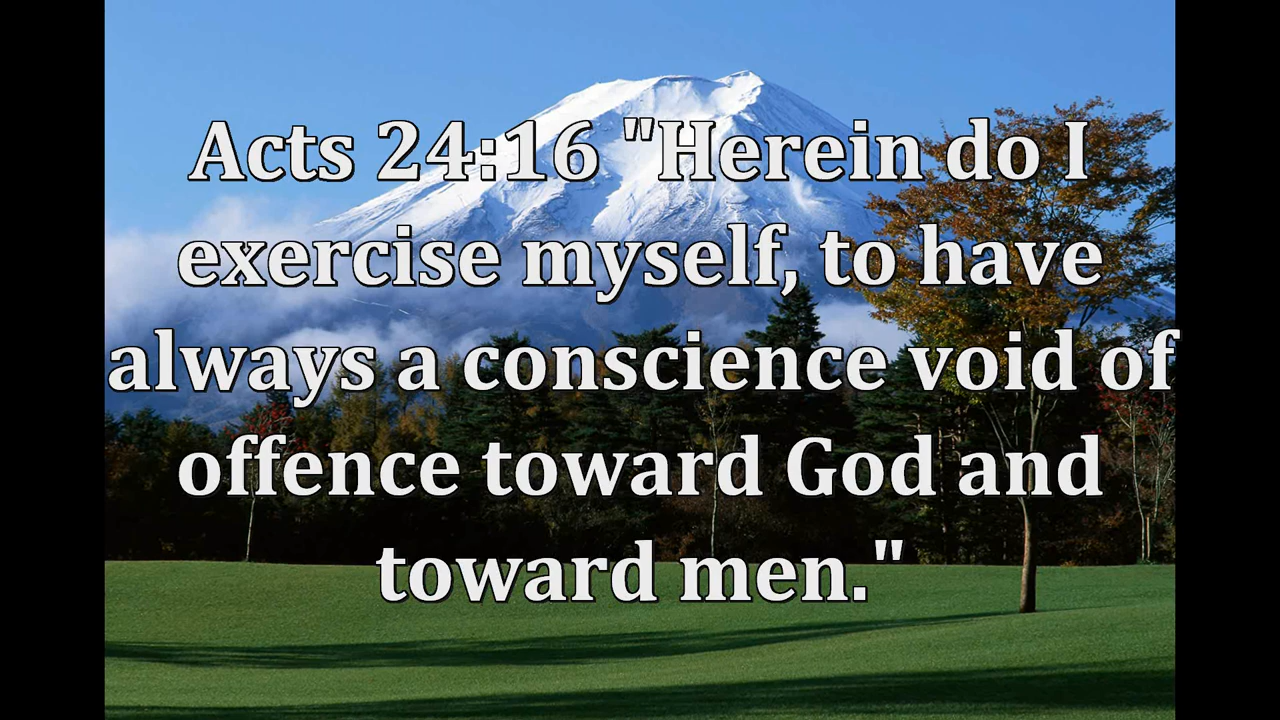 Acts 24:16 "Herein do I
exercise myself, to have
always a conscience void of
offence toward God and
toward men."